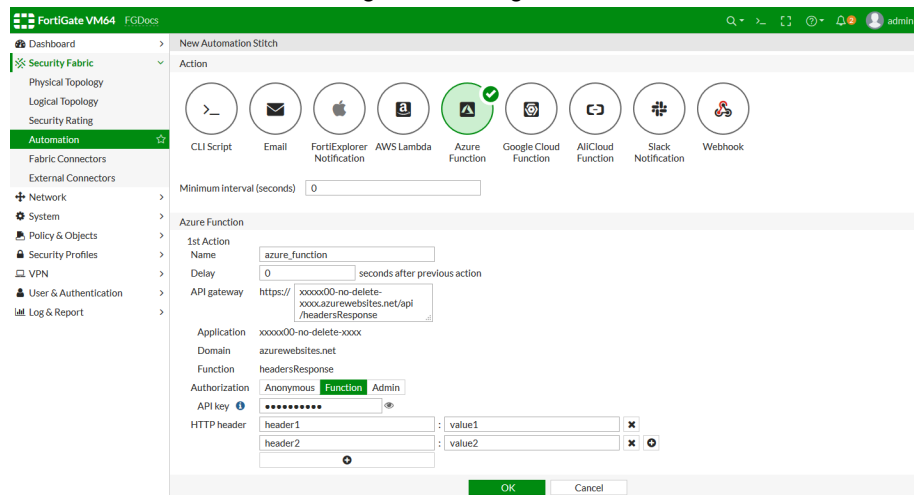 FortiGate VM64 FGDocs
admin
2
Dashboard
Security Fabric
Physical Topology
Logical Topology
Security Rating
Automation
Fabric Connectors
External Connectors
Network
System
Policy & Objects
Security Profiles
VPN
User & Authentication
Log & Report
New Automation Stitch
Action
CLI Script
Email
FortiExplorer
Notification
AWS Lambda
Azure
Function
Google Cloud
Function
AliCloud
Function
Slack
Notification
Webhook
Minimum interval (seconds) 0
Azure Function
1st Action
Name azure_function
Delay 0 seconds after previous action
API gateway https:// xxxxx00-no-delete-
xxxx.azurewebsites.net/api
/headersResponse
Application xxxxx00-no-delete-xxxx
Domain azurewebsites.net
Function headersResponse
Authorization Anonymous Function Admin
API key ••••••••••
HTTP header header1 : value1
header2 : value2
OK Cancel